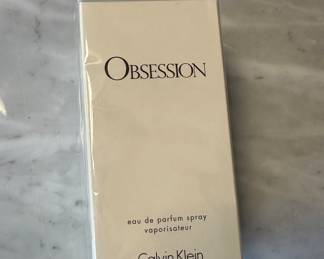 OBSESSION
eau de parfum spray
vaporisateur
Calvin Klein